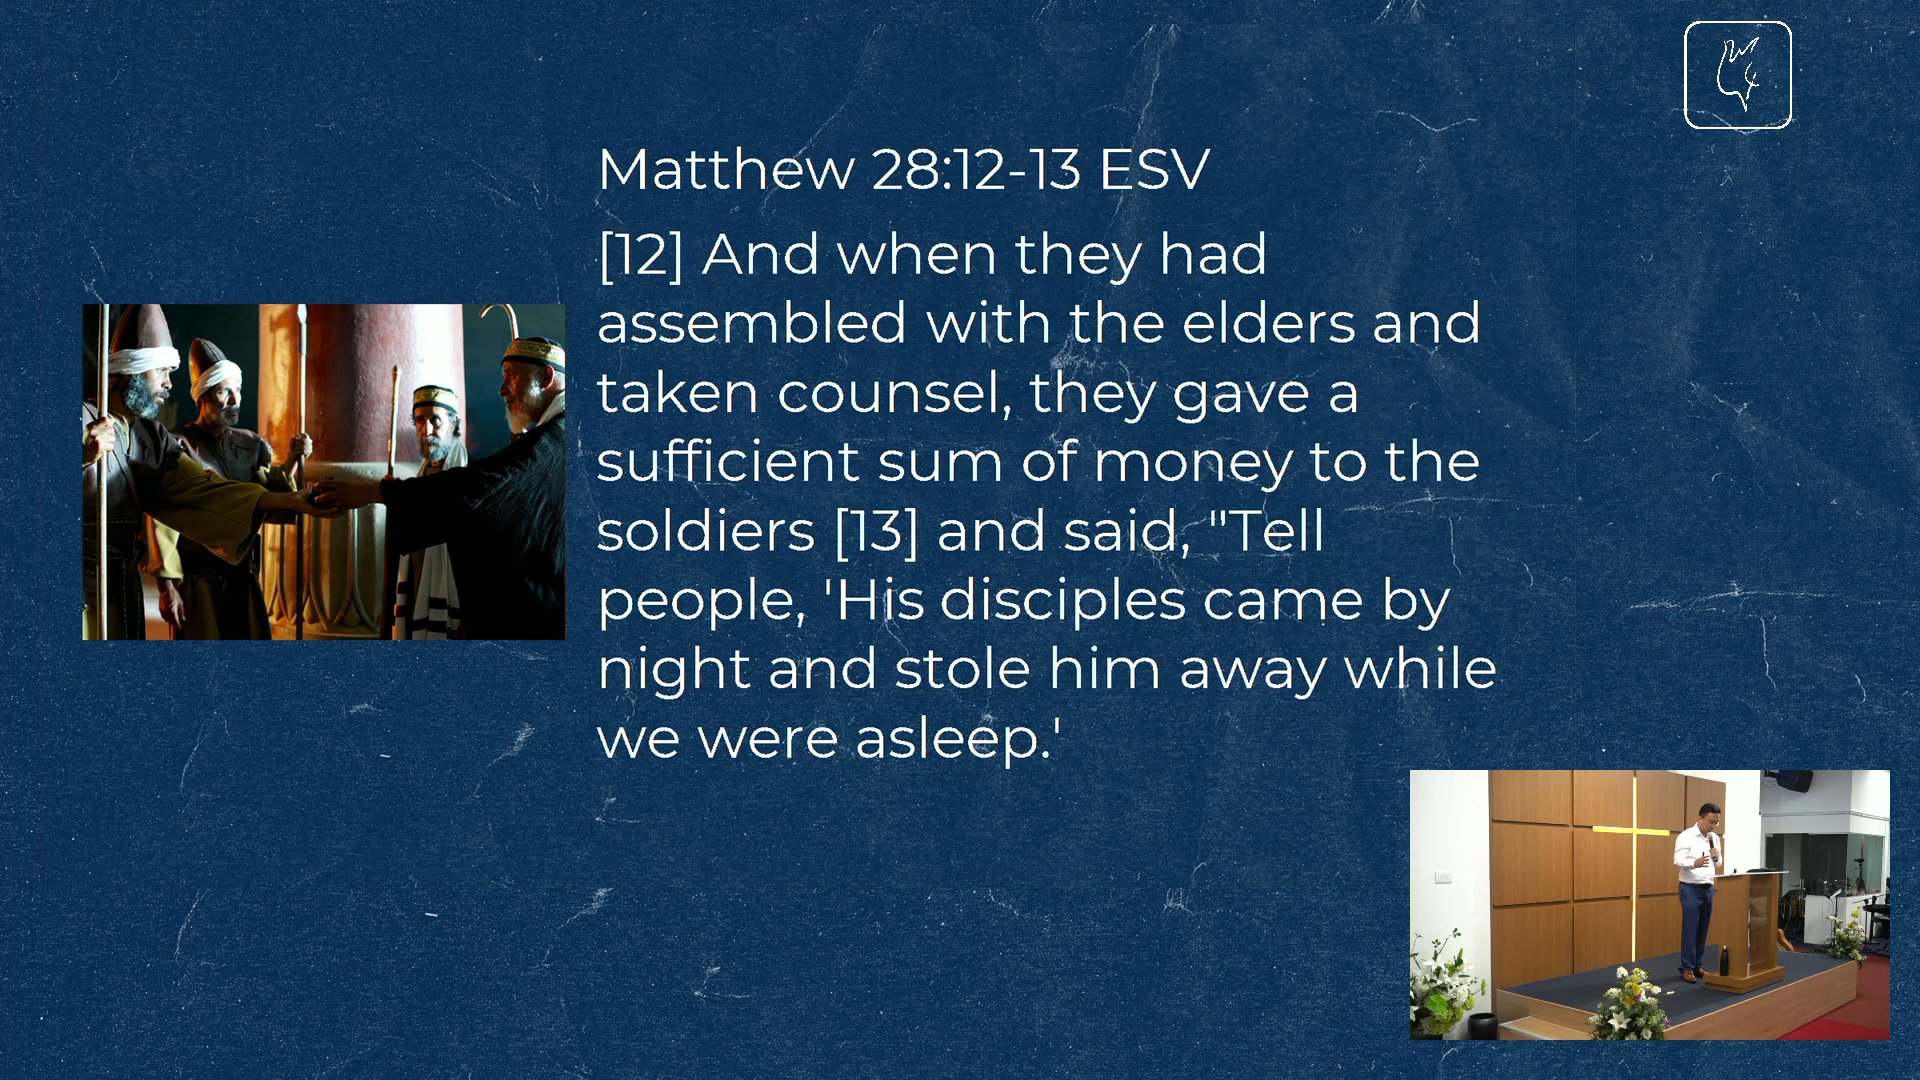 Matthew 28:12-13 ESV
[12] And when they had
assembled with the elders and
taken counsel, they gave a
sufficient sum of money to the
soldiers [13] and said, "Tell
people, 'His disciples came by
night and stole him away while
we were asleep.'